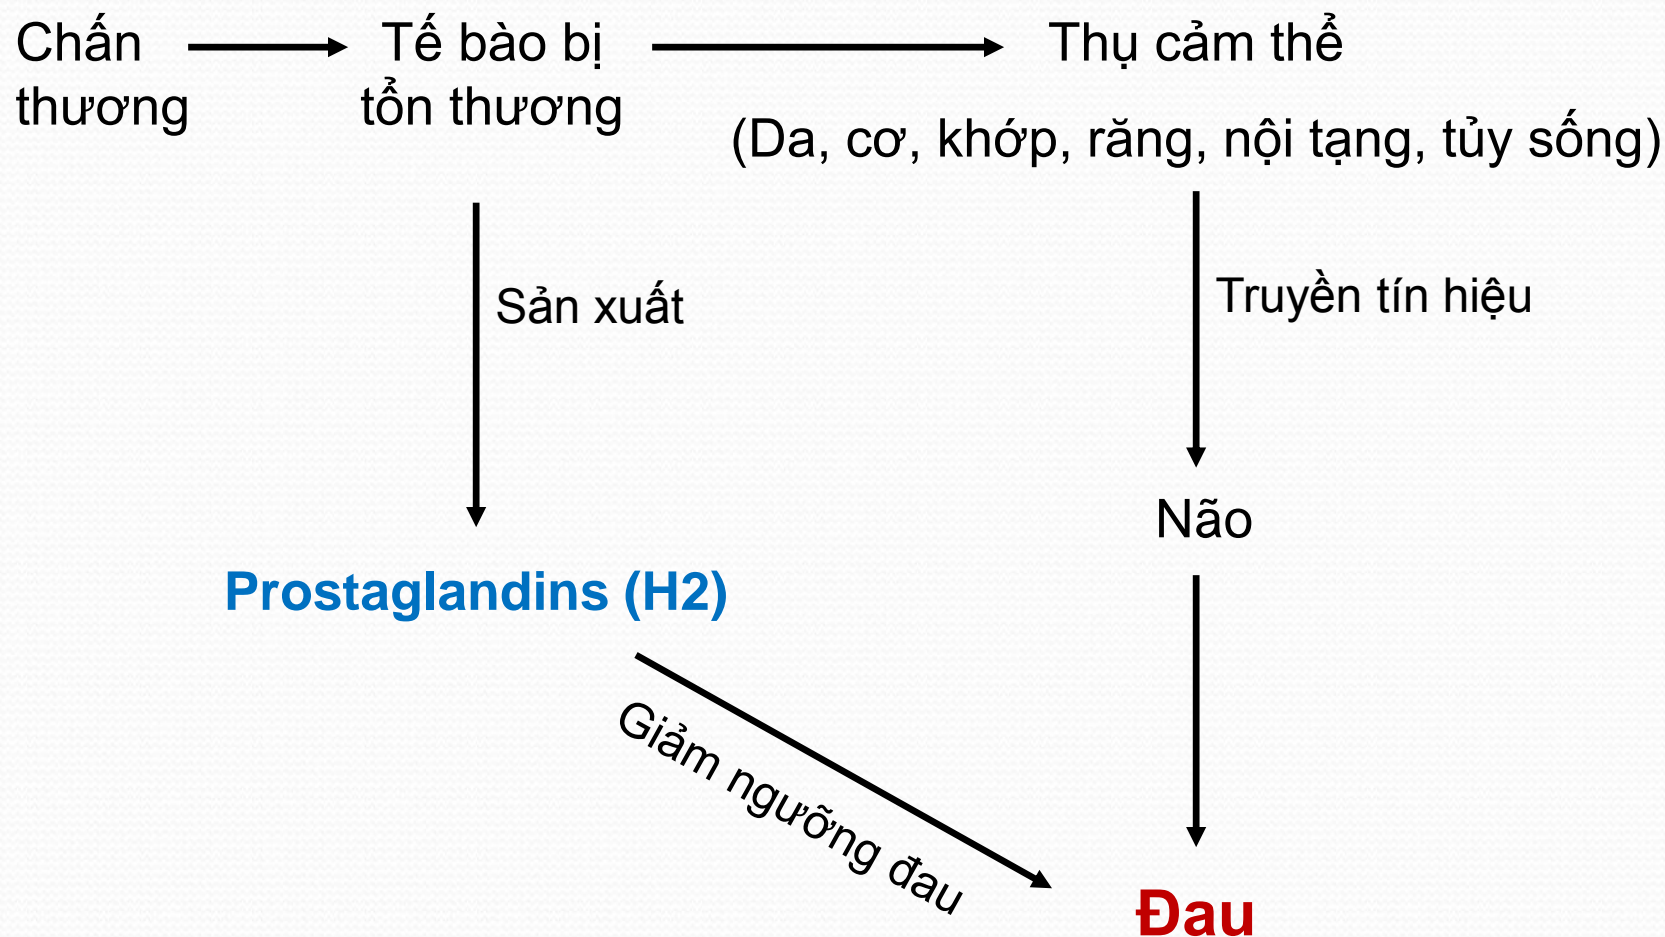 Chấn
thương
Tế bào bị
tổn thương
Thụ cảm thể
(Da, cơ, khớp, răng, nội tạng, tủy sống)
Sản xuất
Truyền tín hiệu
Não
Prostaglandins (H2)
Giảm ngưỡng đau
Đau